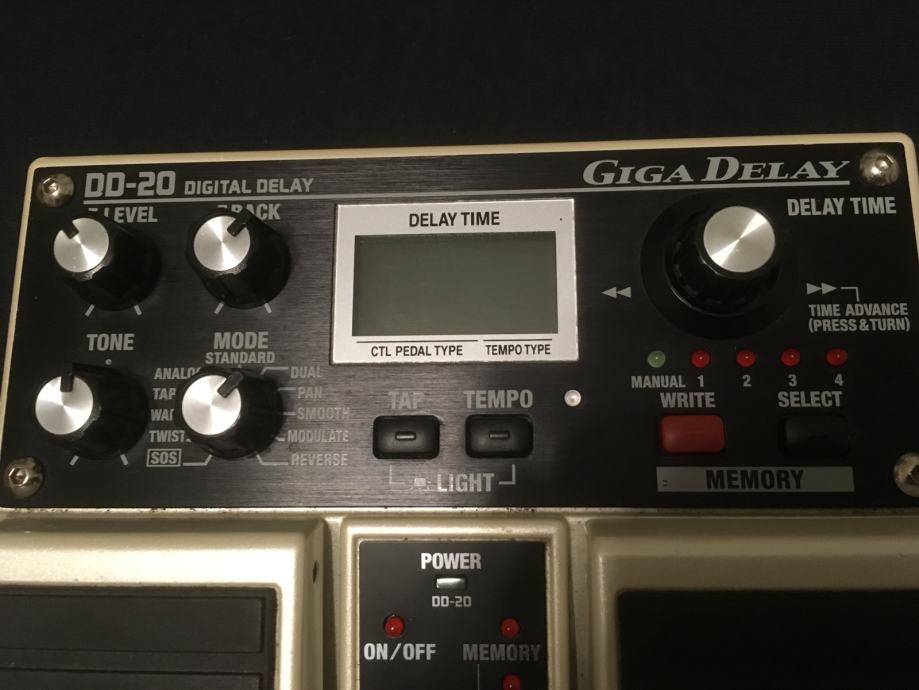 DD-20 DIGITAL DELAY
GIGA DELAY
LEVEL
BACK
DELAY TIME
DELAY TIME
TIME ADVANCE
(PRESS & TURN)
CTL PEDAL TYPE
TEMPO TYPE
TONE
MODE
STANDARD
DUAL
PAN
SMOOTH
MODULATE
REVERSE
TWIST
SOS
MANUAL 1 2 3 4
WRITE
SELECT
TAP
TEMPO
LIGHT
MEMORY
POWER
DD-20
ON/OFF
MEMORY